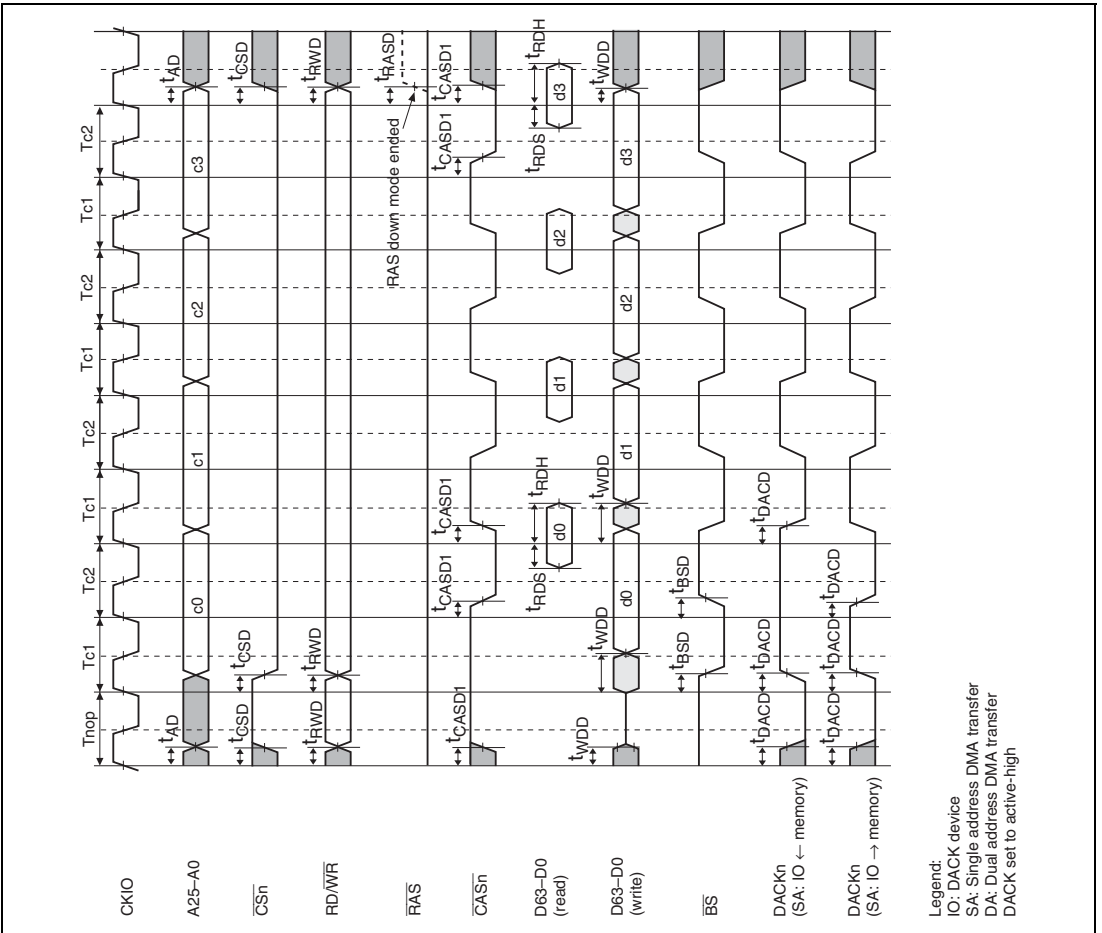 Tnop Tc1 Tc2 Tc1 Tc2 Tc1 Tc2 Tc1 Tc2
CKIO
tAD tAD
A25–A0 c0 c1 c2 c3
tCSD tCSD tCSD
CSn
tRWD tRWD tRWD
RD/WR
tRASD
RAS
RAS down mode ended
tCASD1 tCASD1 tCASD1 tCASD1 tCASD1
CASn
D63–D0
(read)
tRDS tRDH tRDS tRDH
d0 d1 d2 d3
tWDD tWDD tWDD tWDD
D63–D0
(write)
d0 d1 d2 d3
tBSD tBSD
BS
tDACD tDACD tDACD
DACKn
(SA: IO ← memory)
tDACD tDACD tDACD
DACKn
(SA: IO → memory)
Legend:
IO: DACK device
SA: Single address DMA transfer
DA: Dual address DMA transfer
DACK set to active-high